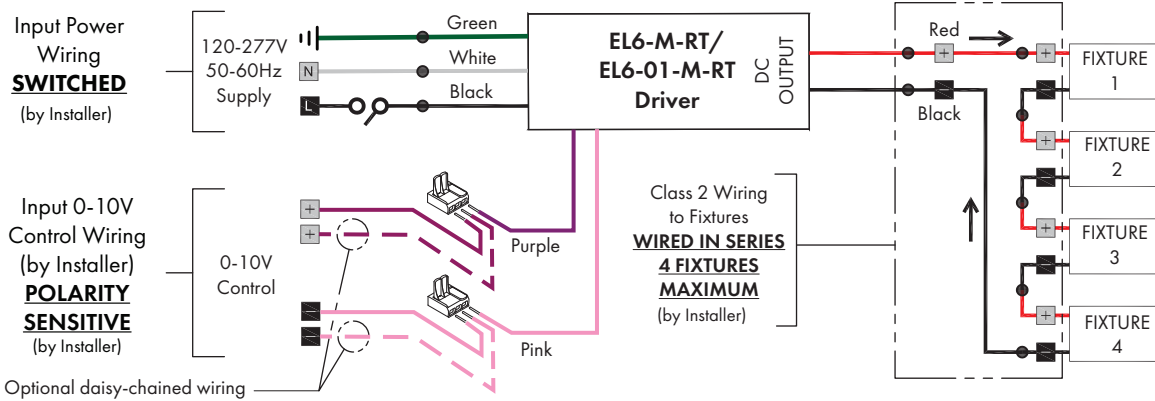 Input Power
Wiring
SWITCHED
(by Installer)
120-277V
50-60Hz
Supply
N
L
Green
White
Black
EL6-M-RT/
EL6-01-M-RT
Driver
DC
OUTPUT
Red
+
+
Black
FIXTURE
1
+
FIXTURE
2
+
FIXTURE
3
+
FIXTURE
4
Class 2 Wiring
to Fixtures
WIRED IN SERIES
4 FIXTURES
MAXIMUM
(by Installer)
Input 0-10V
Control Wiring
(by Installer)
POLARITY
SENSITIVE
(by Installer)
0-10V
Control
+
+
Purple
Pink
Optional daisy-chained wiring